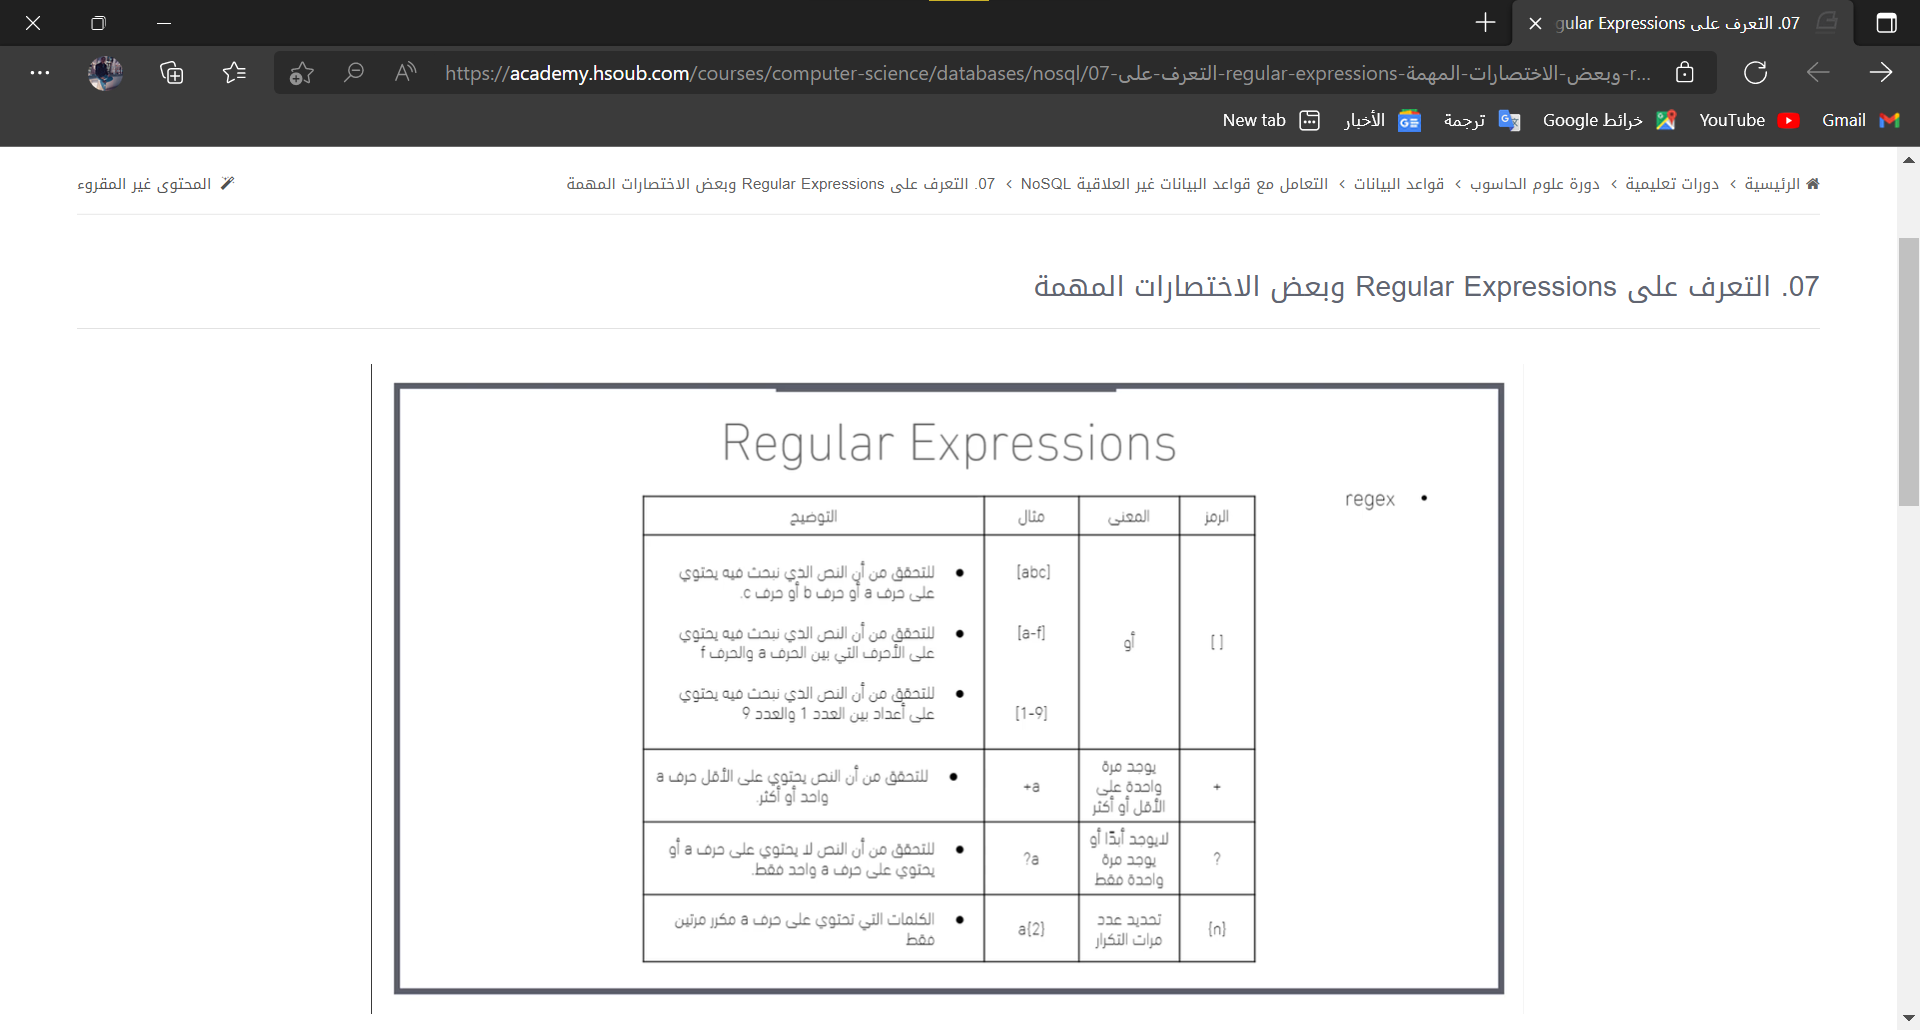 07. التعرف على gular Expressions
https://academy.hsoub.com/courses/computer-science/databases/nosql/07-التعرف-على-regular-expressions-وبعض-الاختصارات-المهمة-r...
Gmail YouTube خرائط Google ترجمة الأخبار New tab
الرئيسية › دورات تعليمية › دورة علوم الحاسوب › قواعد البيانات › التعامل مع قواعد البيانات غير العلاقية NoSQL › 07. التعرف على Regular Expressions وبعض الاختصارات المهمة
المحتوى غير المقروء
07. التعرف على Regular Expressions وبعض الاختصارات المهمة
Regular Expressions
• regex
الرمز المعنى مثال التوضيح
[ ] أو
[abc]
• للتحقق من أن النص الذي نبحث فيه يحتوي
على حرف a أو حرف b أو حرف c.
[a-f]
• للتحقق من أن النص الذي نبحث فيه يحتوي
على الأحرف التي بين الحرف a والحرف f
[1-9]
• للتحقق من أن النص الذي نبحث فيه يحتوي
على أعداد بين العدد 1 والعدد 9
+
يوجد مرة
واحدة على
الأقل أو أكثر
+a
• للتحقق من أن النص يحتوي على الأقل حرف a
واحد أو أكثر.
?
لايوجد أبدًا أو
يوجد مرة
واحدة فقط
?a
• للتحقق من أن النص لا يحتوي على حرف a أو
يحتوي على حرف a واحد فقط.
{n}
تحديد عدد
مرات التكرار
a{2}
• الكلمات التي تحتوي على حرف a مكرر مرتين
فقط